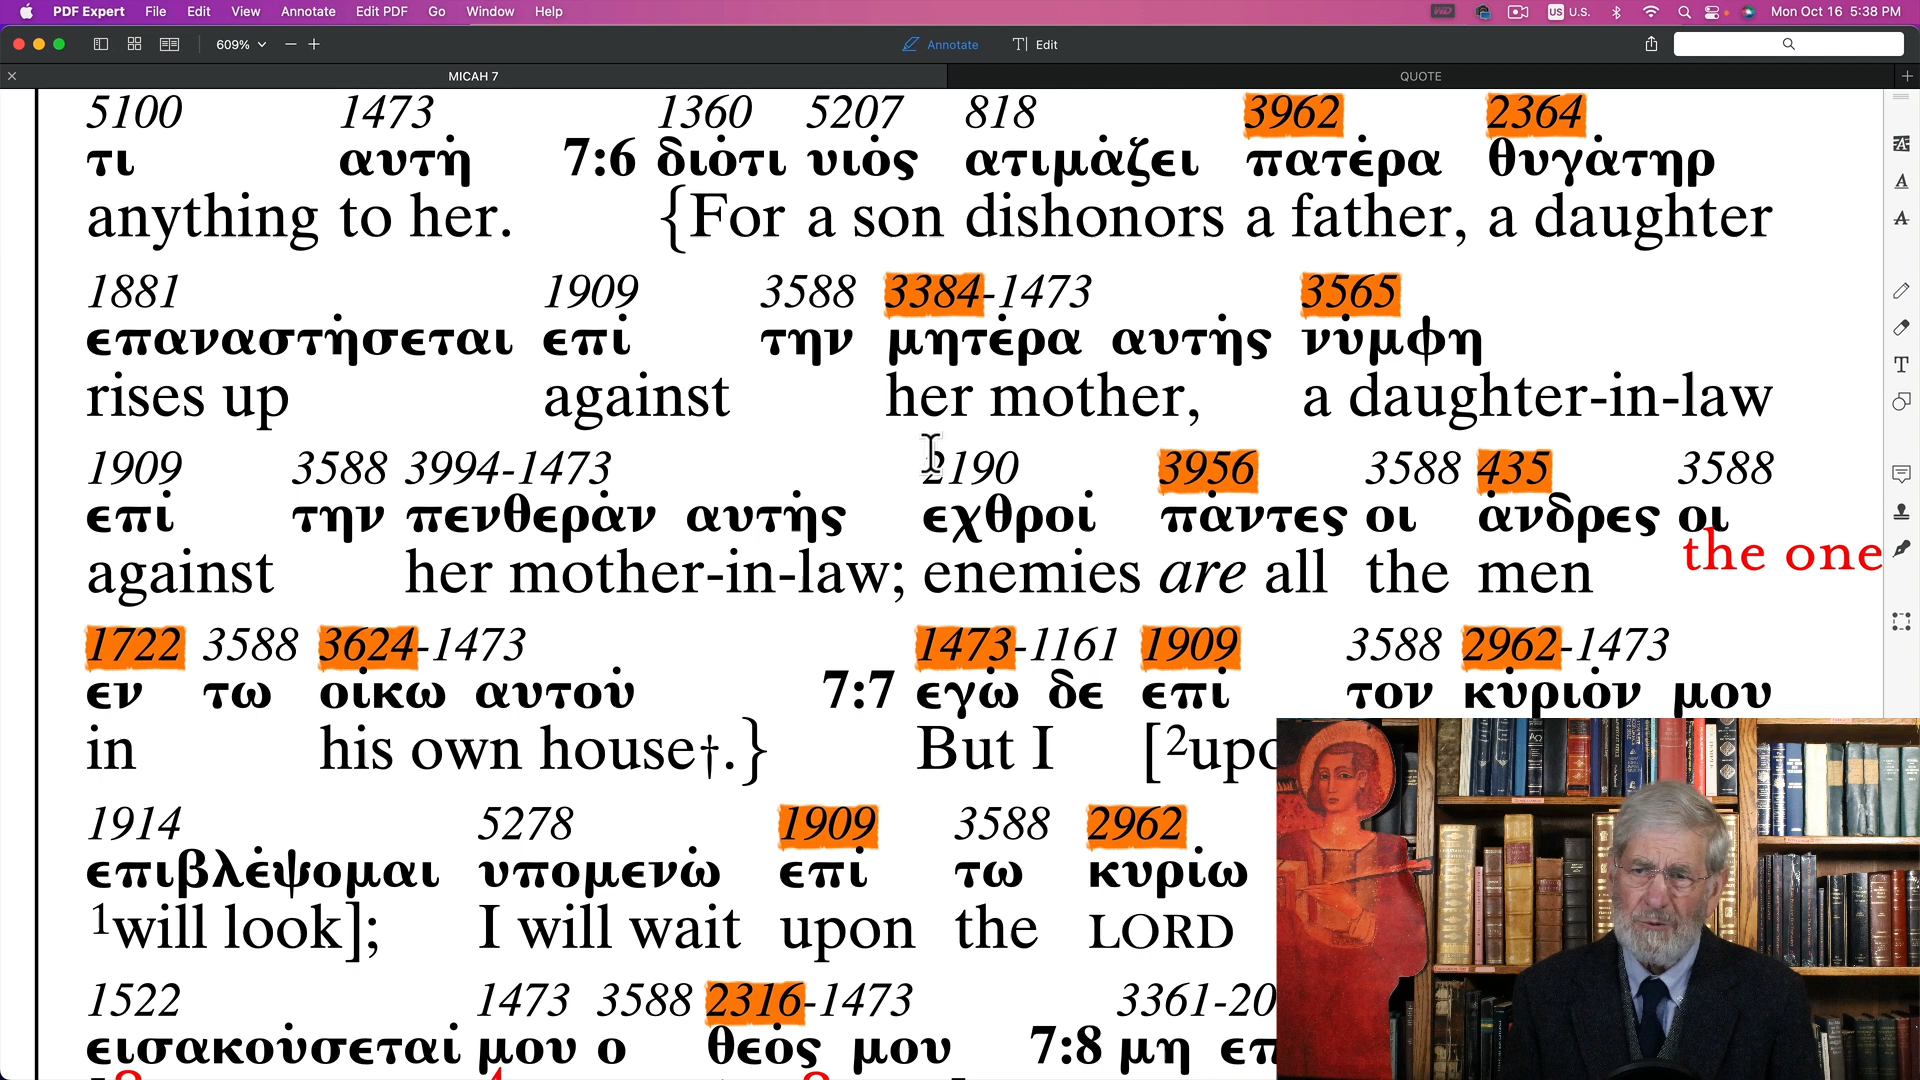 PDF Expert File Edit View Annotate Edit PDF Go Window Help U.S. Mon Oct 16 5:38 PM
609% Annotate Edit
MICAH 7 QUOTE
5100 1473 1360 5207 818 3962 2364
τι αυτή 7:6 διότι υιός ατιμάζει πατέρα θυγάτηρ
anything to her. {For a son dishonors a father, a daughter
1881 1909 3588 3384-1473 3565
επαναστήσεται επί την μητέρα αυτής νύμφη
rises up against her mother, a daughter-in-law
1909 3588 3994-1473 2190 3956 3588 435 3588
επί την πενθεράν αυτής εχθροί πάντες οι άνδρες οι
the one
against her mother-in-law; enemies are all the men
1722 3588 3624-1473 1473-1161 1909 3588 2962-1473
εν τω οίκω αυτού 7:7 εγώ δε επί τον κύριόν μου
in his own house†.} But I [²upo
1914 5278 1909 3588 2962
επιβλέψομαι υπομενώ επί τω κυρίω
¹will look]; I will wait upon the LORD
1522 1473 3588 2316-1473 3361-20
εισακούσεταί μου ο θεός μου 7:8 μη επ